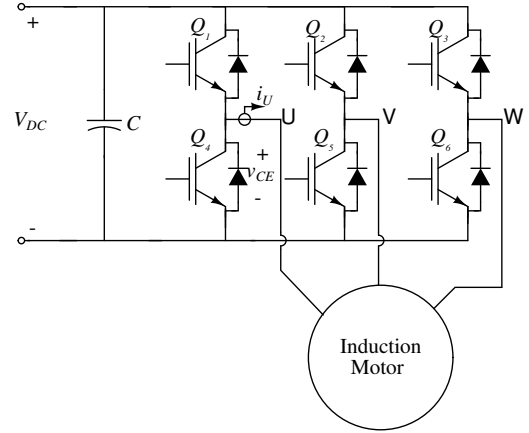 Q1 Q2 Q3
+
iU U V W
VDC C
Q4 Q5 Q6
+
vCE
-
-
Induction
Motor